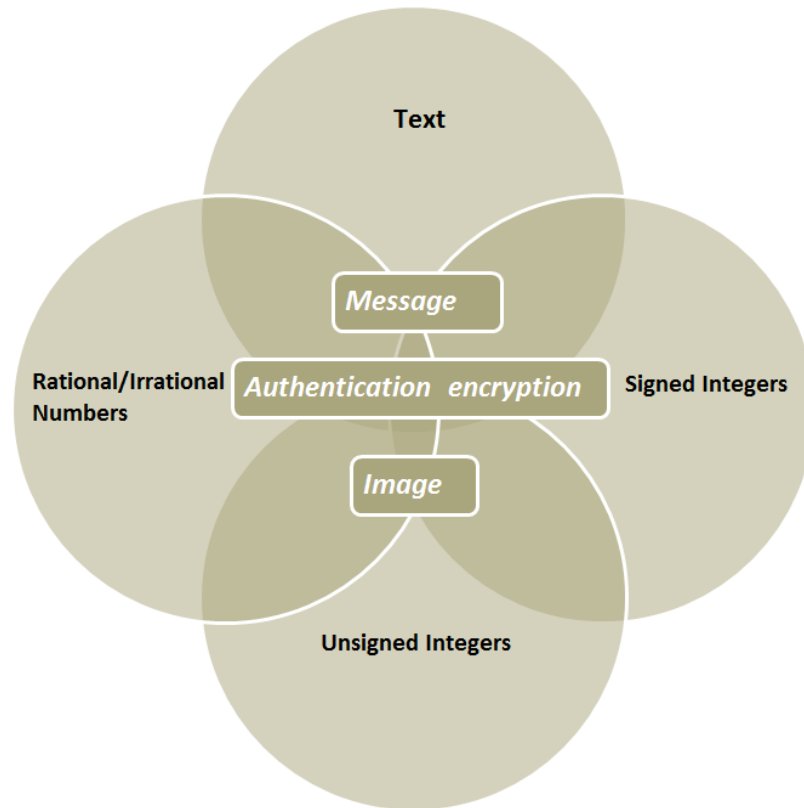 Text
Message
Rational/Irrational
Numbers
Authentication encryption
Signed Integers
Image
Unsigned Integers